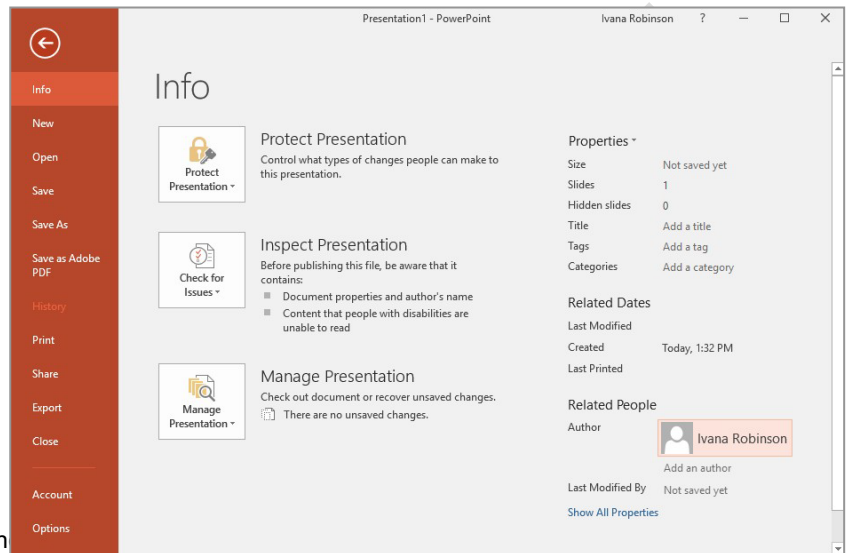 Presentation1 - PowerPoint
Ivana Robinson ?
Info
New
Open
Save
Save As
Save as Adobe
PDF
History
Print
Share
Export
Close
Account
Options
Info
Protect
Presentation
Protect Presentation
Control what types of changes people can make to
this presentation.
Check for
Issues
Inspect Presentation
Before publishing this file, be aware that it
contains:
Document properties and author's name
Content that people with disabilities are
unable to read
Manage
Presentation
Manage Presentation
Check out document or recover unsaved changes.
There are no unsaved changes.
Properties
Size Not saved yet
Slides 1
Hidden slides 0
Title Add a title
Tags Add a tag
Categories Add a category
Related Dates
Last Modified
Created Today, 1:32 PM
Last Printed
Related People
Author Ivana Robinson
Add an author
Last Modified By Not saved yet
Show All Properties